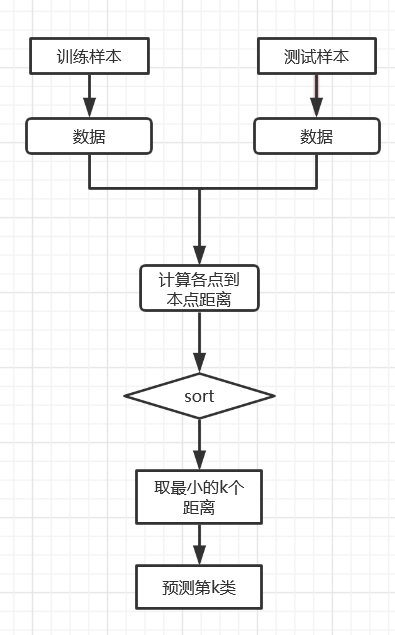 训练样本
测试样本
数据
数据
计算各点到
本点距离
sort
取最小的k个
距离
预测第k类